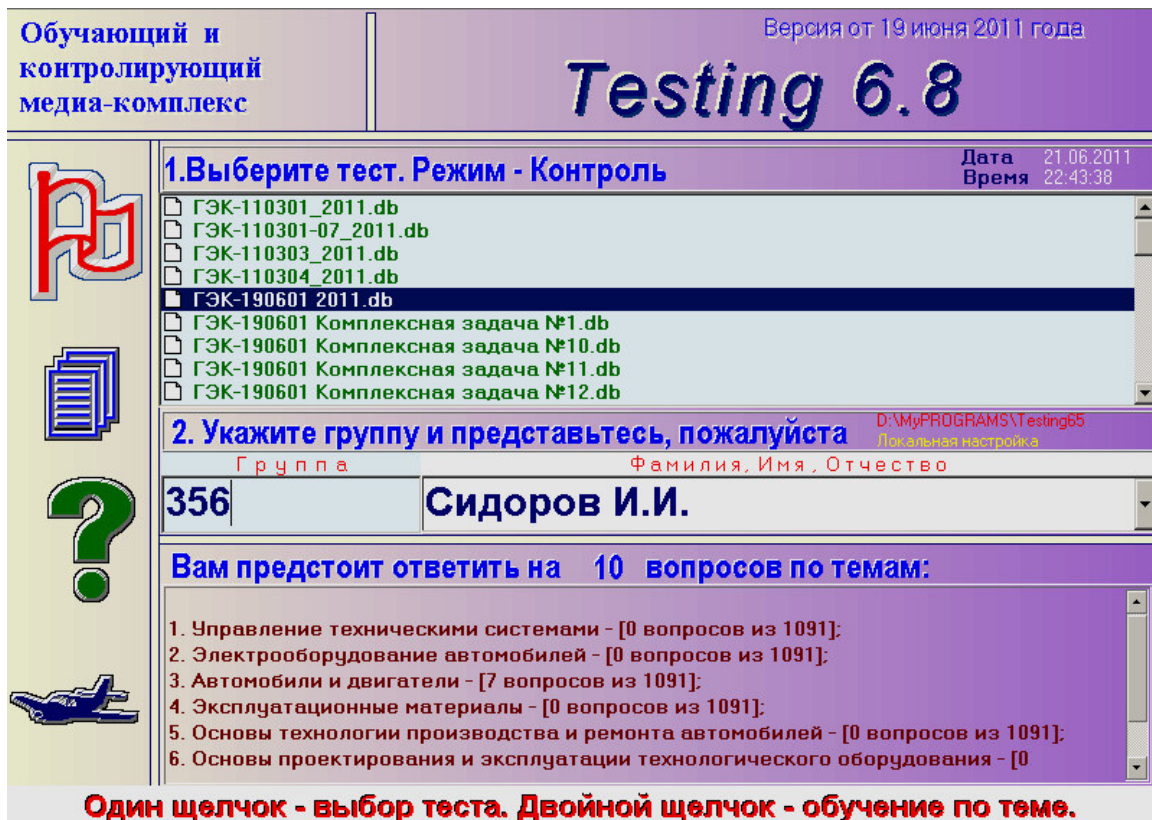 Обучающий и
контролирующий
медиа-комплекс
Версия от 19 июня 2011 года
Testing 6.8
1.Выберите тест. Режим - Контроль
Дата 21.06.2011
Время 22:43:38
ГЭК-110301_2011.db
ГЭК-110301-07_2011.db
ГЭК-110303_2011.db
ГЭК-110304_2011.db
ГЭК-190601 2011.db
ГЭК-190601 Комплексная задача №1.db
ГЭК-190601 Комплексная задача №10.db
ГЭК-190601 Комплексная задача №11.db
ГЭК-190601 Комплексная задача №12.db
2. Укажите группу и представьтесь, пожалуйста
D:\MyPROGRAMS\Testing65
Локальная настройка
Группа Фамилия, Имя, Отчество
356 Сидоров И.И.
Вам предстоит ответить на 10 вопросов по темам:
1. Управление техническими системами - [0 вопросов из 1091];
2. Электрооборудование автомобилей - [0 вопросов из 1091];
3. Автомобили и двигатели - [7 вопросов из 1091];
4. Эксплуатационные материалы - [0 вопросов из 1091];
5. Основы технологии производства и ремонта автомобилей - [0 вопросов из 1091];
6. Основы проектирования и эксплуатации технологического оборудования - [0
Один щелчок - выбор теста. Двойной щелчок - обучение по теме.